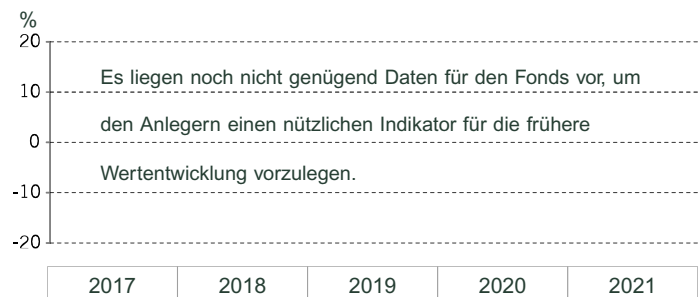 %
20
Es liegen noch nicht genügend Daten für den Fonds vor, um
10
den Anlegern einen nützlichen Indikator für die frühere
0
Wertentwicklung vorzulegen.
-10
-20
2017 2018 2019 2020 2021